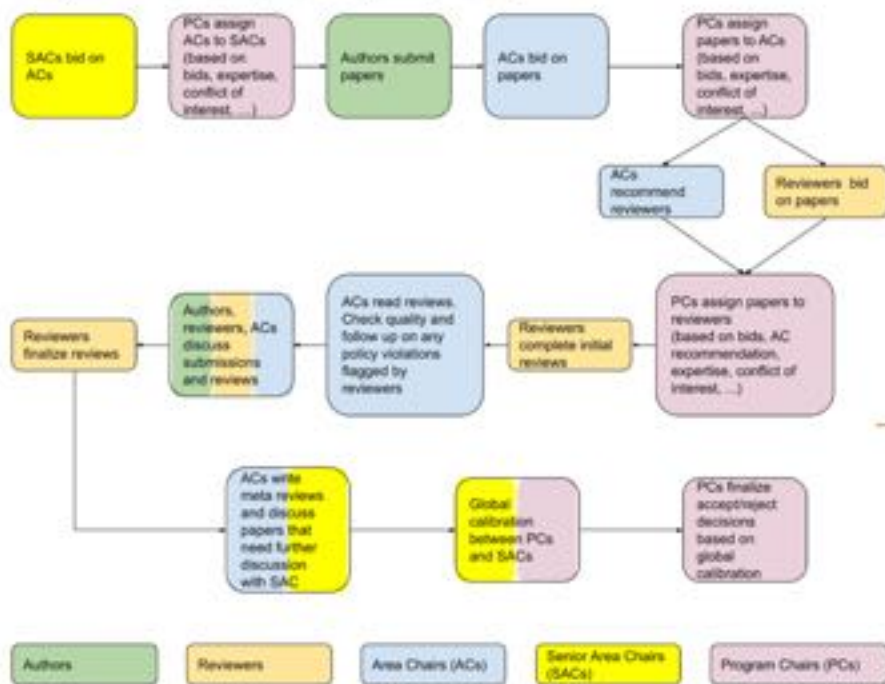 SACs bid on
ACs
PCs assign
ACs to SACs
(based on
bids, expertise,
conflict of
interest, ...)
Authors submit
papers
ACs bid on
papers
PCs assign
papers to ACs
(based on
bids, expertise,
conflict of
interest, ...)
ACs
recommend
reviewers
Reviewers bid
on papers
PCs assign papers to
reviewers
(based on bids, AC
recommendation,
expertise, conflict of
interest, ...)
Reviewers
complete initial
reviews
ACs read reviews.
Check quality and
follow up on any
policy violations
flagged by
reviewers
Authors,
reviewers, ACs
discuss
submissions
and reviews
Reviewers
finalize reviews
ACs write
meta reviews
and discuss
papers that
need further
discussion
with SAC
Global
calibration
between PCs
and SACs
PCs finalize
accept/reject
decisions
based on
global
calibration
Authors
Reviewers
Area Chairs (ACs)
Senior Area Chairs
(SACs)
Program Chairs (PCs)